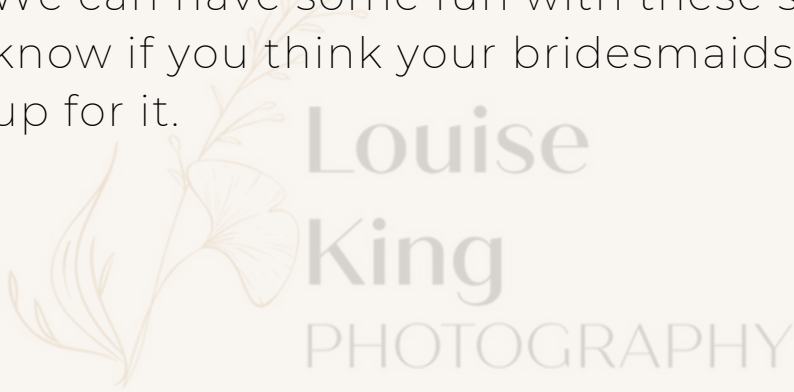 We can have some fun with these s
know if you think your bridesmaids
up for it.
Louise
King
PHOTOGRAPHY